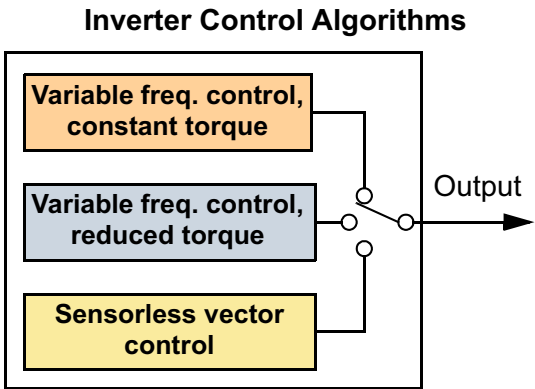 Inverter Control Algorithms
Variable freq. control,
constant torque
Variable freq. control,
reduced torque
Output
Sensorless vector
control